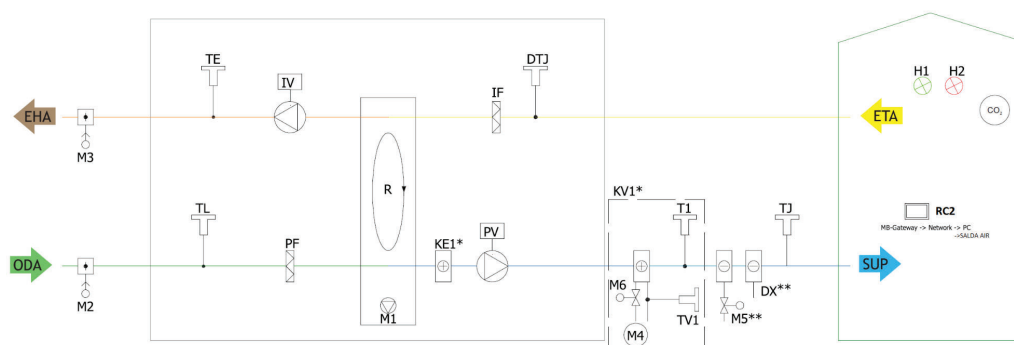 TE
IV
IF
DTJ
H1
H2
CO₂
EHA
M3
ETA
R
KV1*
TL
PF
KE1*
PV
T1
TJ
RC2
MB-Gateway -> Network -> PC
->SALDA AIR
ODA
SUP
M2
M1
M6
M4
TV1
M5**
DX**